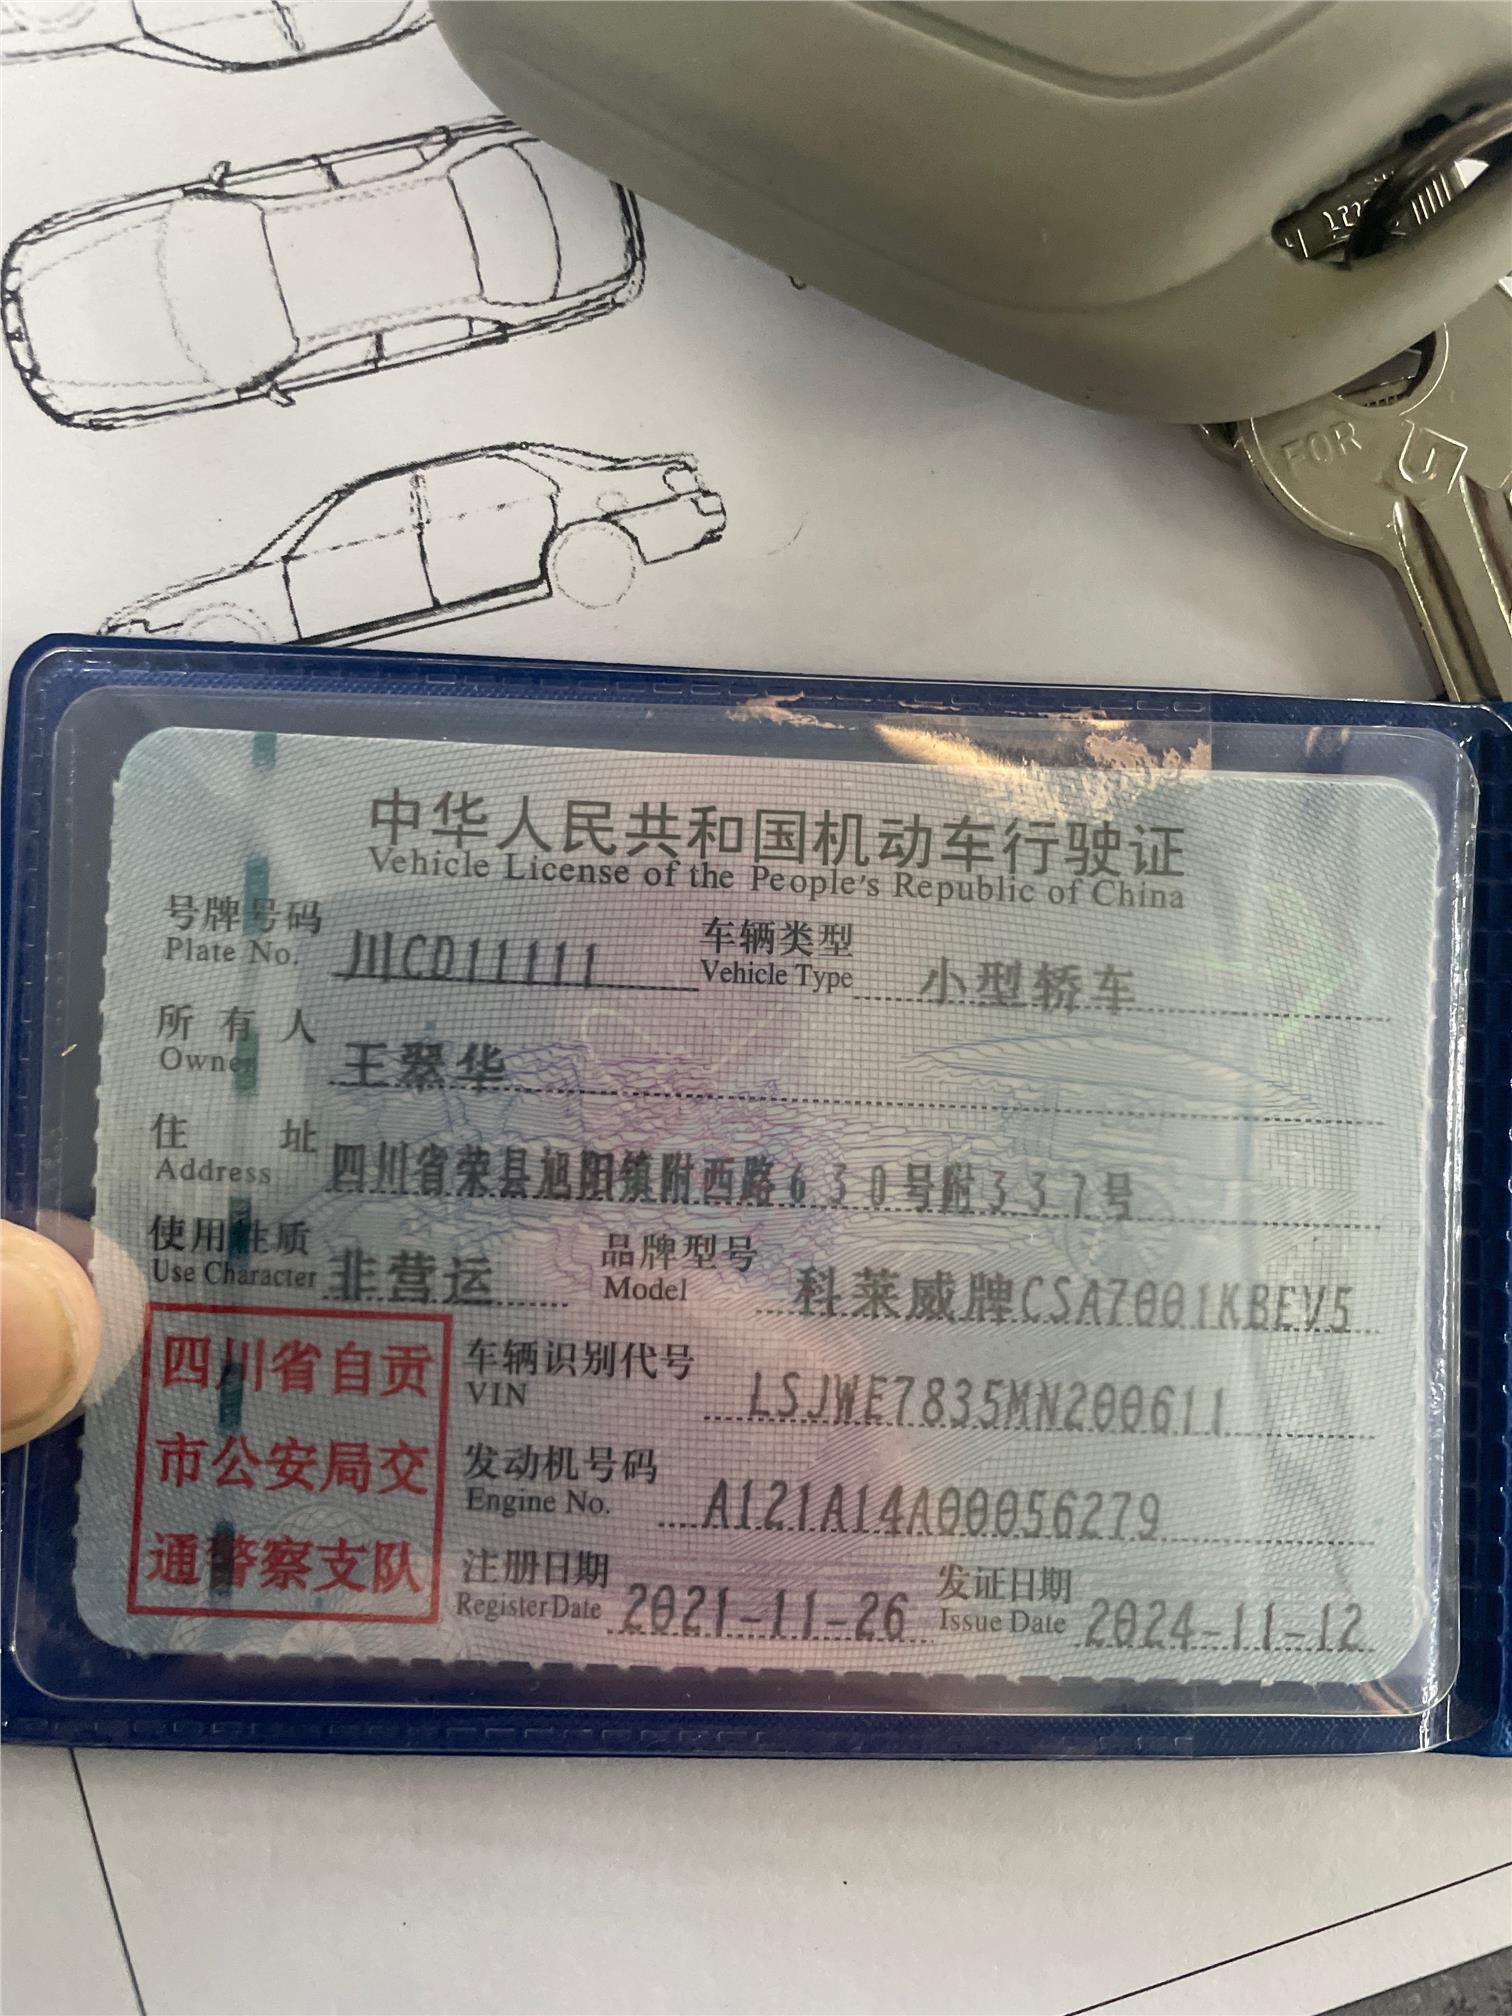 FOR
中华人民共和国机动车行驶证
Vehicle License of the People's Republic of China
号牌号码 川CD11111 车辆类型 小型轿车
Plate No. Vehicle Type
所有人 王翠华
Owner
住址 四川省荣县旭阳镇附西路630号附337号
Address
使用性质 非营运 品牌型号 科莱威牌CSA7001KBEV5
Use Character Model
四川省自贡
市公安局交
通警察支队
车辆识别代号 LSJWE7835MN200611
VIN
发动机号码 A121A14A00056279
Engine No.
注册日期 2021-11-26 发证日期 2024-11-12
Register Date Issue Date